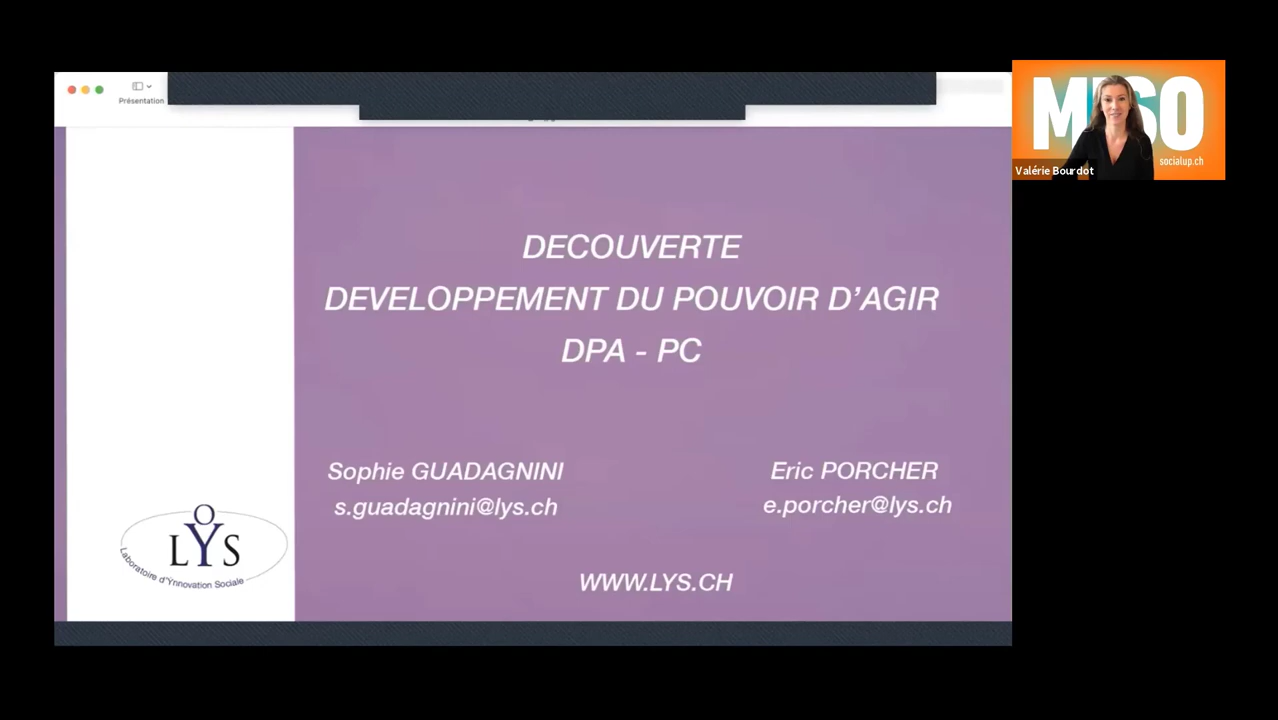 Présentation
DECOUVERTE
DEVELOPPEMENT DU POUVOIR D'AGIR
DPA - PC
Sophie GUADAGNINI
s.guadagnini@lys.ch
Eric PORCHER
e.porcher@lys.ch
WWW.LYS.CH
LYS
Laboratoire d'Ynnovation Sociale
socialup.ch
Valérie Bourdot